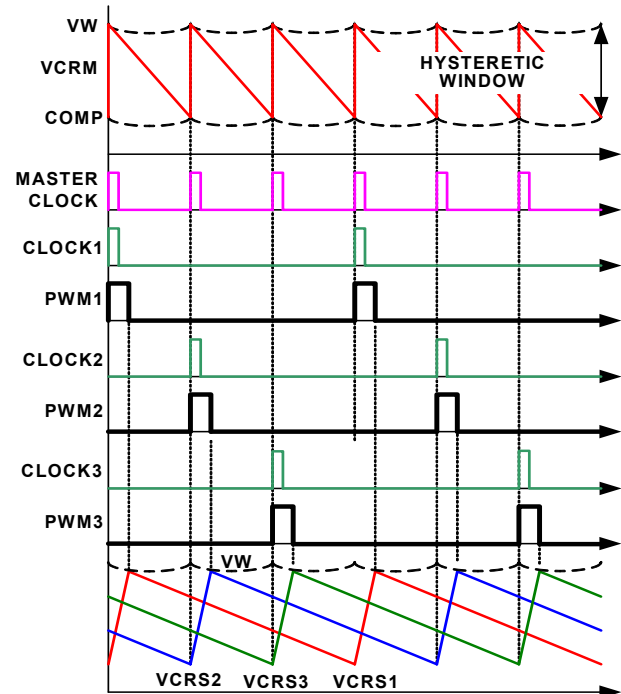 VW
VCRM
HYSTERETIC
WINDOW
COMP
MASTER
CLOCK
CLOCK1
PWM1
CLOCK2
PWM2
CLOCK3
PWM3
VW
VCRS2 VCRS3 VCRS1